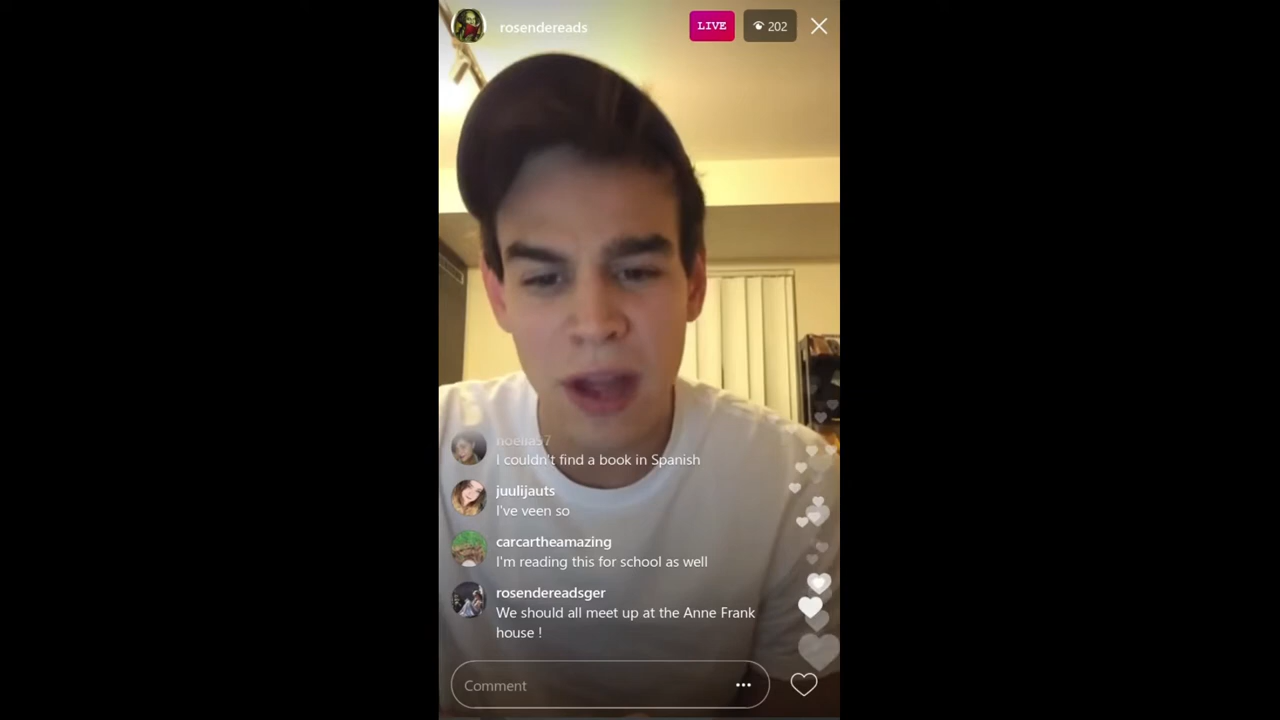 rosendereads
LIVE
202
noelia37
I couldn't find a book in Spanish
juulijauts
I've veen so
carcartheamazing
I'm reading this for school as well
rosendereadsger
We should all meet up at the Anne Frank
house !
Comment